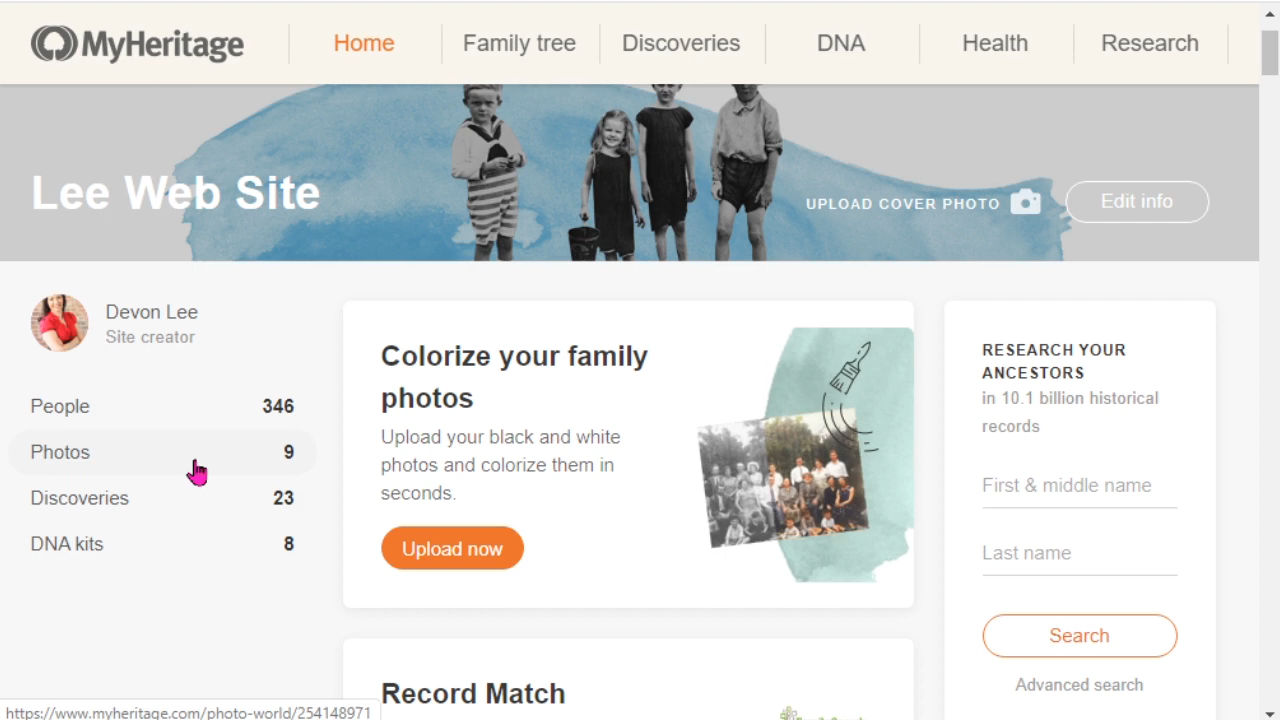 MyHeritage
Home
Family tree
Discoveries
DNA
Health
Research
Lee Web Site
UPLOAD COVER PHOTO
Edit info
Devon Lee
Site creator
People 346
Photos 9
Discoveries 23
DNA kits 8
Colorize your family
photos
Upload your black and white
photos and colorize them in
seconds.
Upload now
Record Match
RESEARCH YOUR
ANCESTORS
in 10.1 billion historical
records
First & middle name
Last name
Search
Advanced search
https://www.myheritage.com/photo-world/254148971